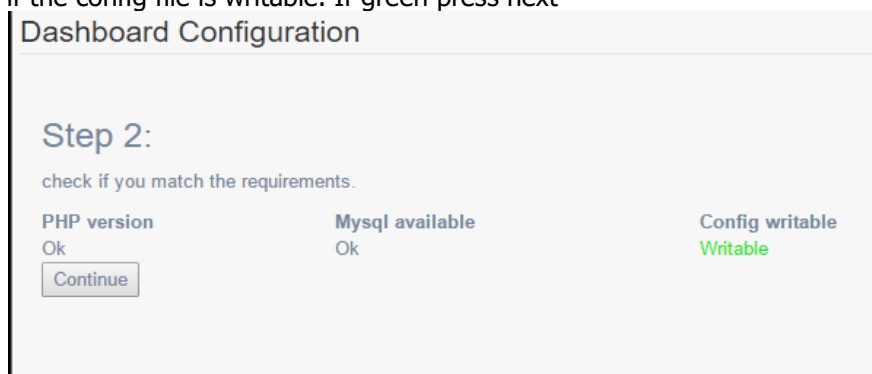 if the config file is writable. If green press next
Dashboard Configuration
Step 2:
check if you match the requirements.
PHP version Mysql available Config writable
Ok Ok Writable
Continue